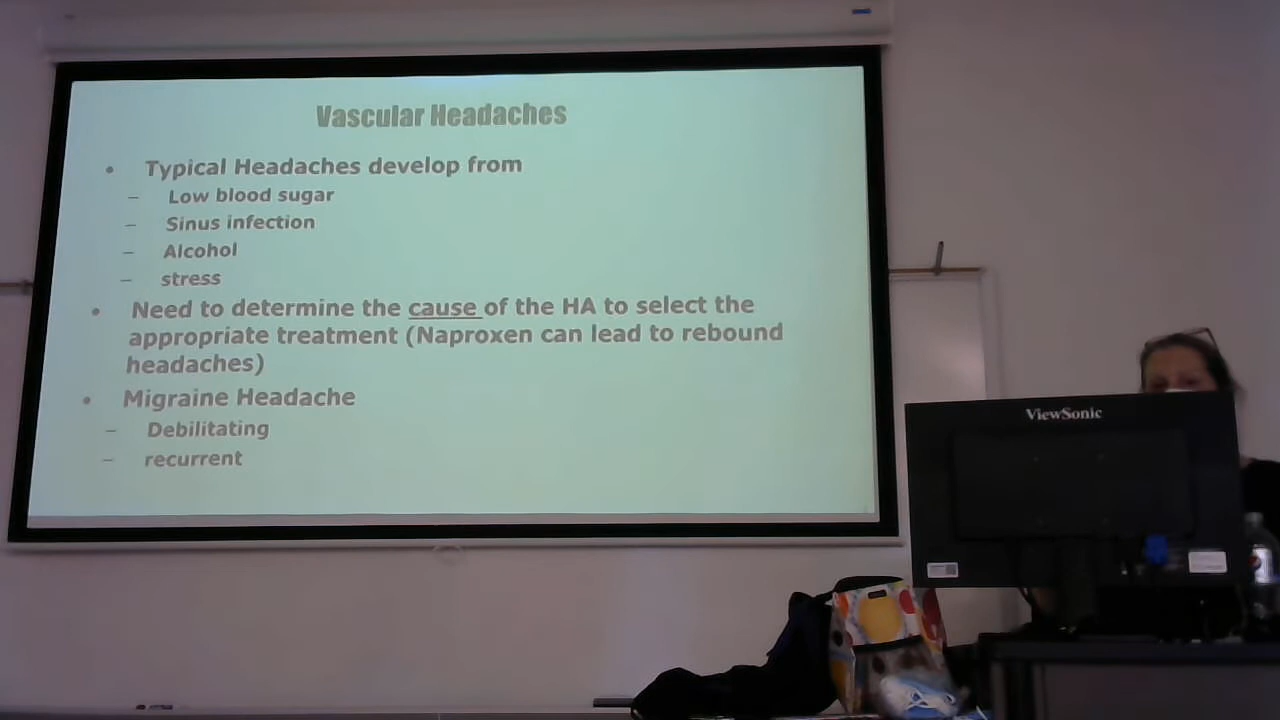 Vascular Headaches
• Typical Headaches develop from
– Low blood sugar
– Sinus infection
– Alcohol
– stress
• Need to determine the cause of the HA to select the
appropriate treatment (Naproxen can lead to rebound
headaches)
• Migraine Headache
– Debilitating
– recurrent
ViewSonic